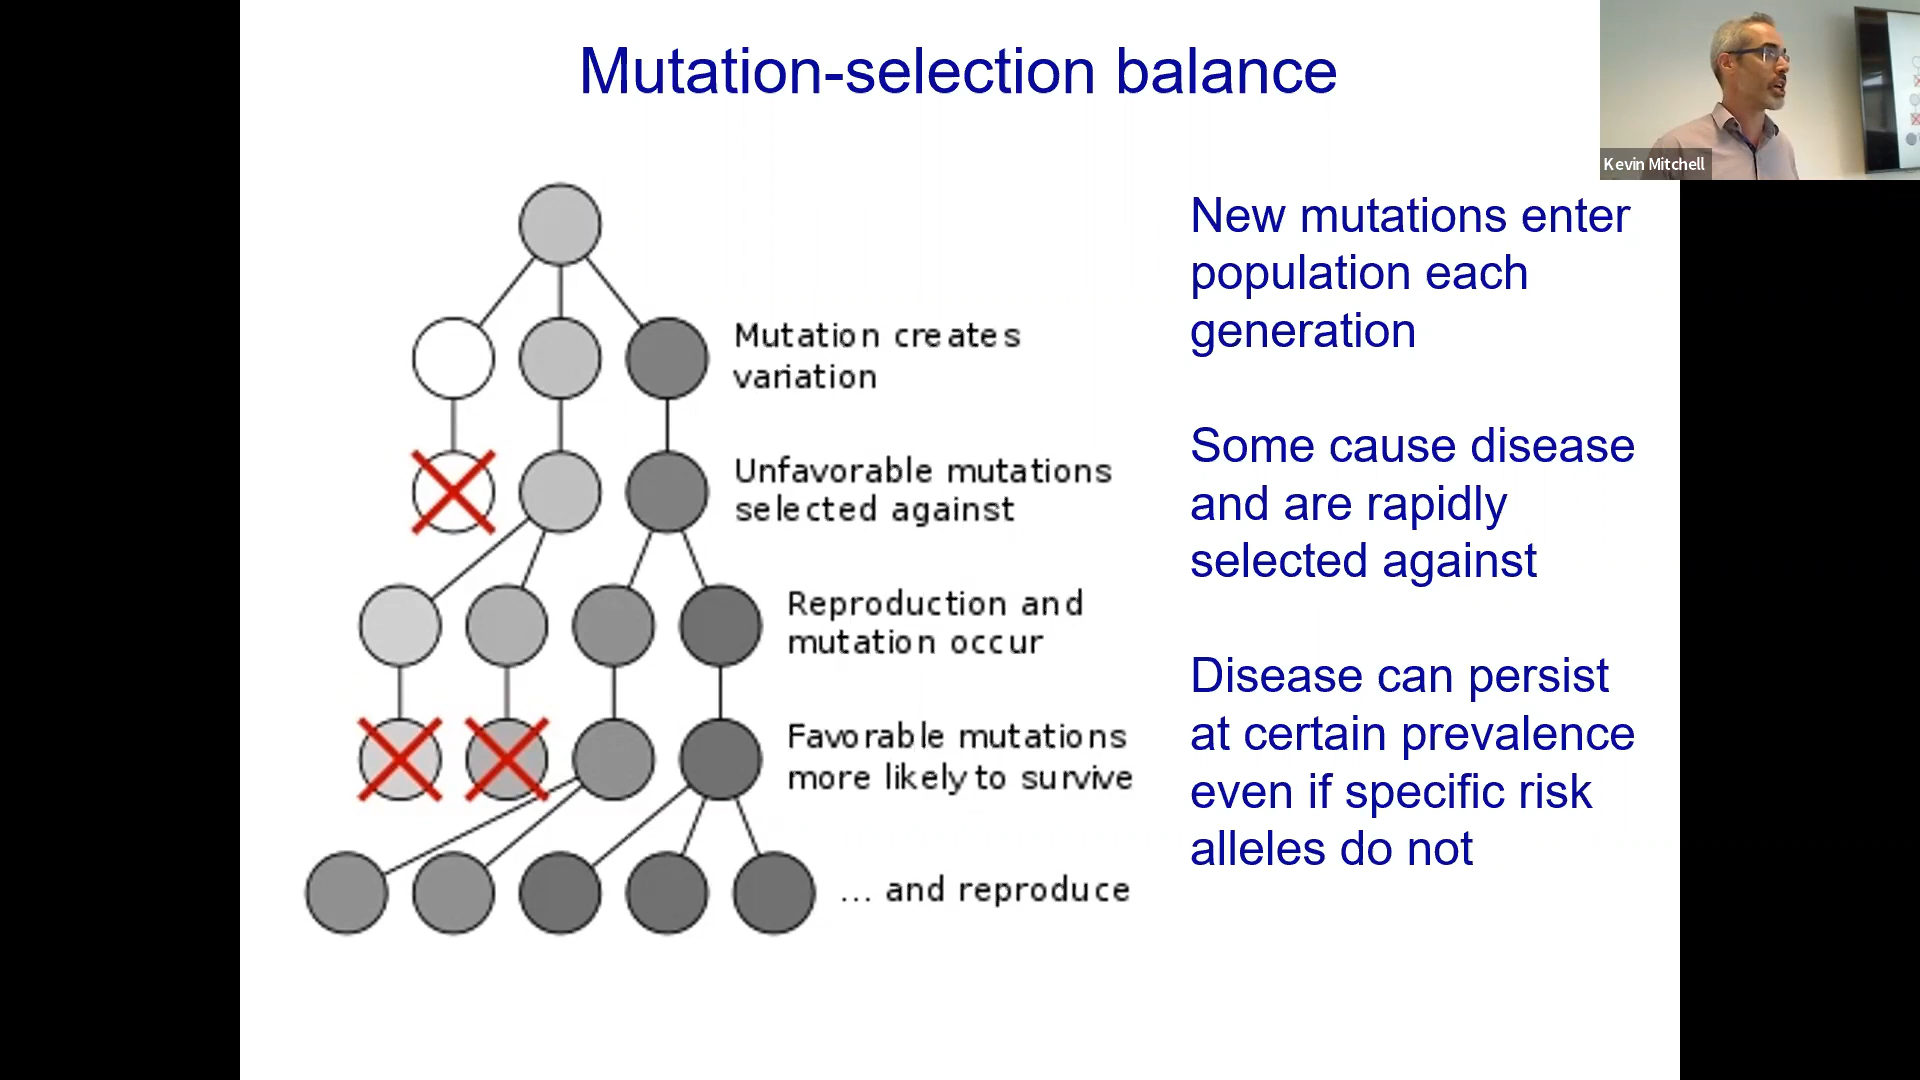 Mutation-selection balance
Kevin Mitchell
Mutation creates
variation
Unfavorable mutations
selected against
Reproduction and
mutation occur
Favorable mutations
more likely to survive
... and reproduce
New mutations enter
population each
generation
Some cause disease
and are rapidly
selected against
Disease can persist
at certain prevalence
even if specific risk
alleles do not